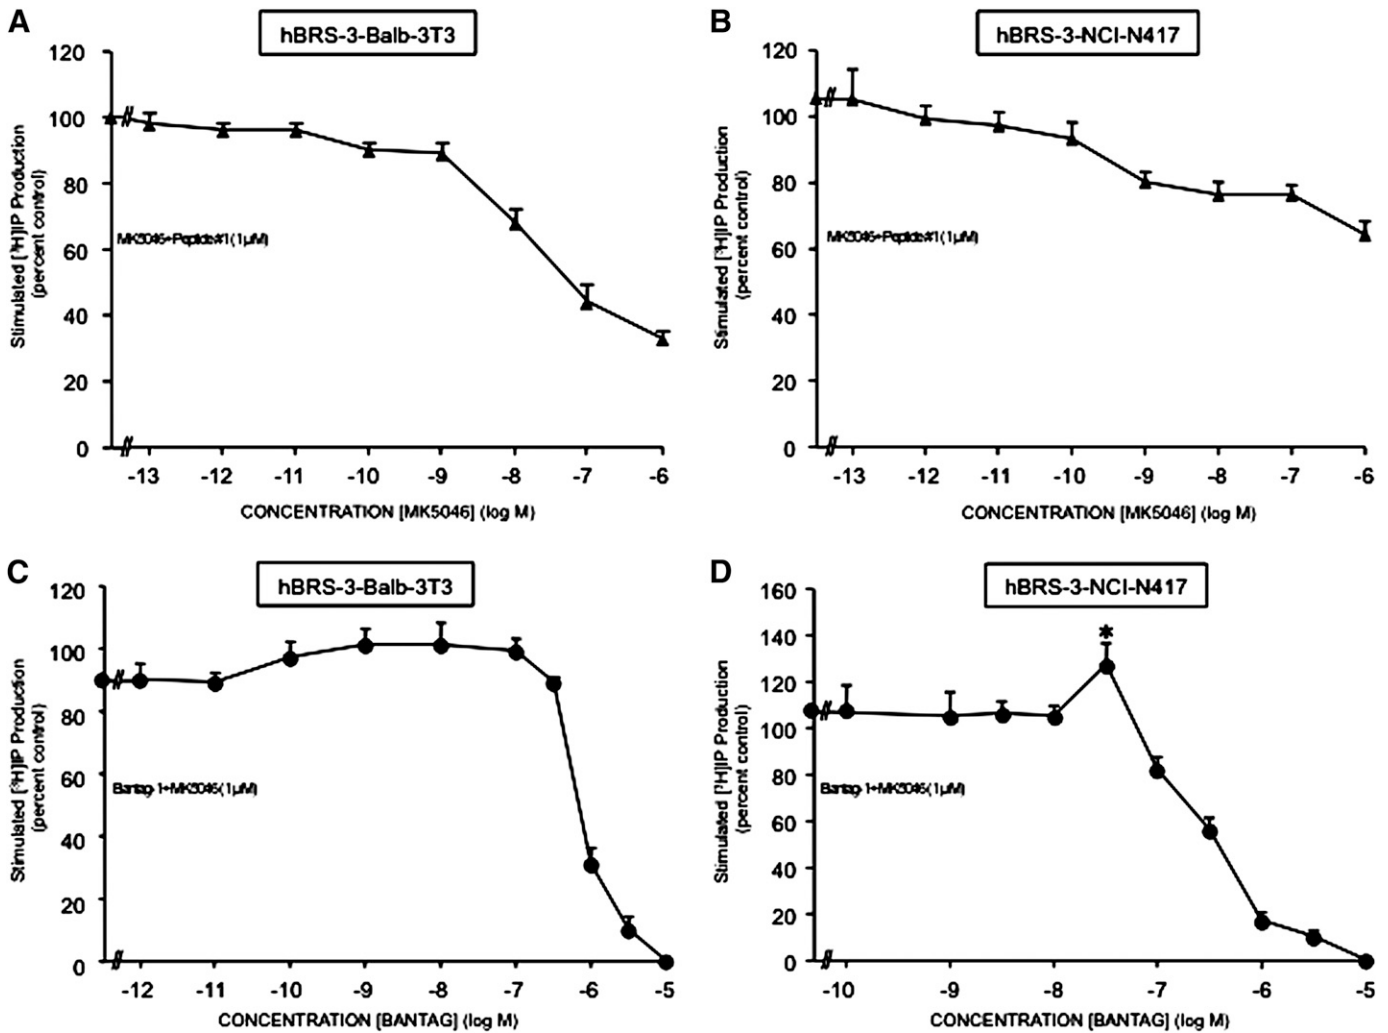 A
hBRS-3-Balb-3T3
120
100
80
60
40
20
0
Stimulated [³H]IP Production
(percent control)
MK5046+Peptide#1(1μM)
-13 -12 -11 -10 -9 -8 -7 -6
CONCENTRATION [MK5046] (log M)
B
hBRS-3-NCI-N417
120
100
80
60
40
20
0
Stimulated [³H]IP Production
(percent control)
MK5046+Peptide#1(1μM)
-13 -12 -11 -10 -9 -8 -7 -6
CONCENTRATION [MK5046] (log M)
C
hBRS-3-Balb-3T3
120
100
80
60
40
20
0
Stimulated [³H]IP Production
(percent control)
Bantag-1+MK5046(1μM)
-12 -11 -10 -9 -8 -7 -6 -5
CONCENTRATION [BANTAG] (log M)
D
hBRS-3-NCI-N417
160
140
120
100
80
60
40
20
0
*
Stimulated [³H]IP Production
(percent control)
Bantag-1+MK5046(1μM)
-10 -9 -8 -7 -6 -5
CONCENTRATION [BANTAG] (log M)